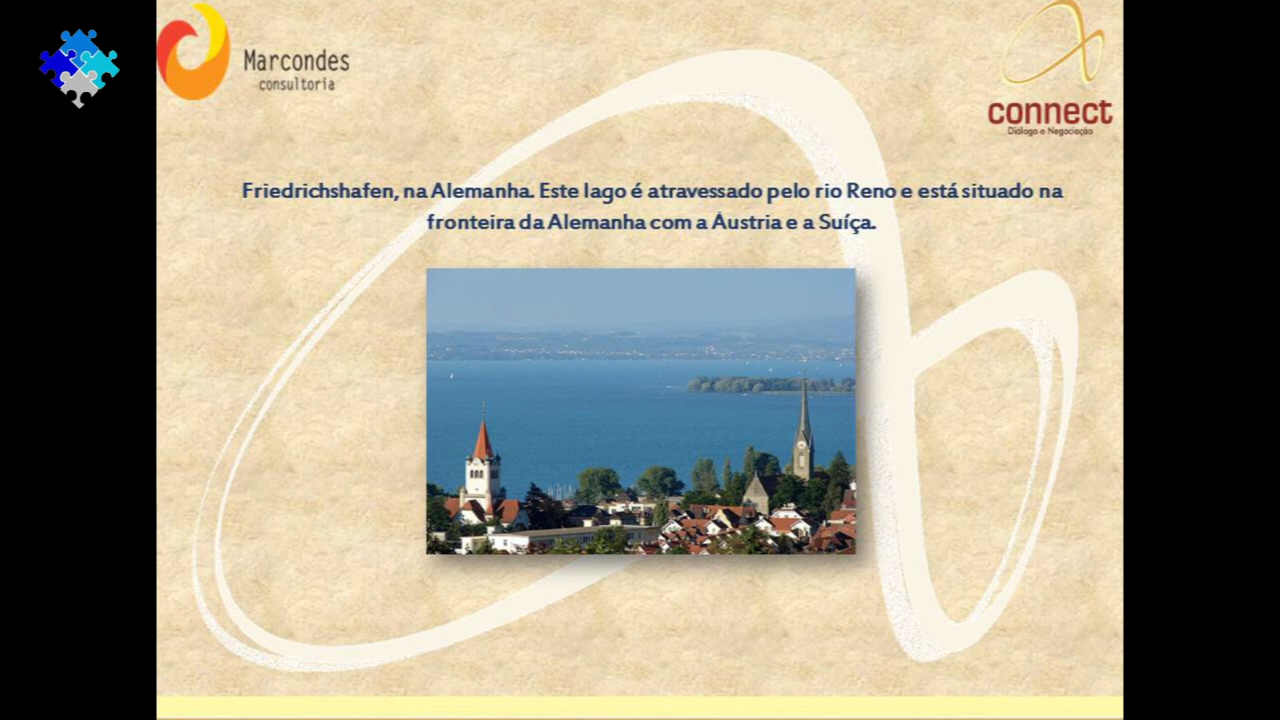 Marcondes
consultoria
connect
Diálogo e Negociação
Friedrichshafen, na Alemanha. Este lago é atravessado pelo rio Reno e está situado na
fronteira da Alemanha com a Áustria e a Suíça.